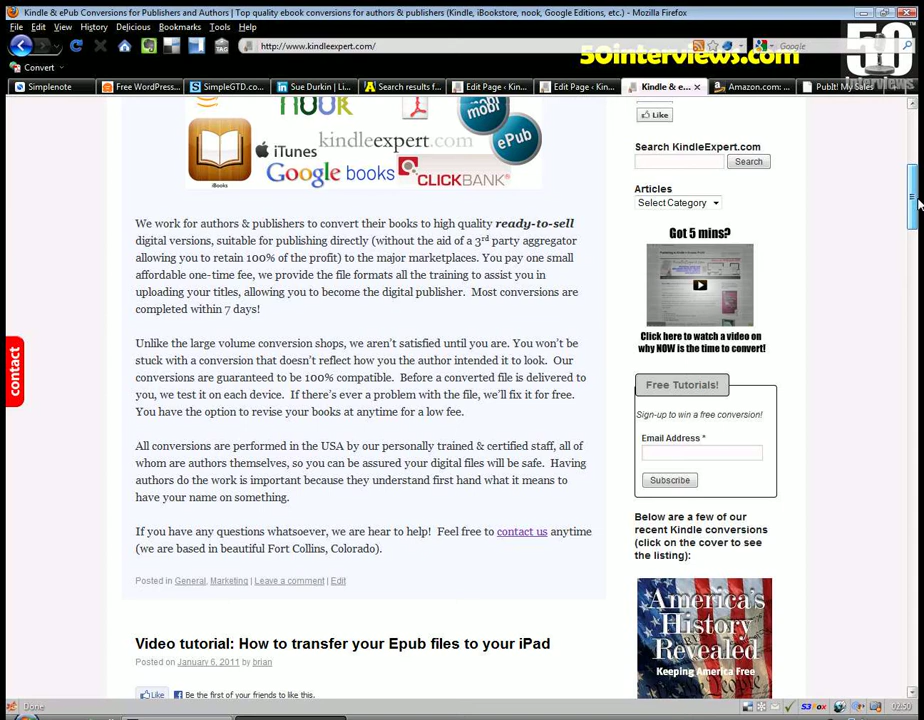 Kindle & ePub Conversions for Publishers and Authors | Top quality ebook conversions for authors & publishers (Kindle, iBookstore, nook, Google Editions, etc.) - Mozilla Firefox
File Edit View History Delicious Bookmarks Tools Help
http://www.kindleexpert.com/
Google
50interviews.com
50
interviews
Convert
Simplenote
Free WordPress...
SimpleGTD.co...
Sue Durkin | Li...
Search results f...
Edit Page ‹ Kin...
Edit Page ‹ Kin...
Kindle & e...
Amazon.com: ...
PubIt! My Sales
nook
mobi
ePub
iBooks
iTunes
kindleexpert.com
Google books
CLICKBANK
We work for authors & publishers to convert their books to high quality ready-to-sell
digital versions, suitable for publishing directly (without the aid of a 3rd party aggregator
allowing you to retain 100% of the profit) to the major marketplaces. You pay one small
affordable one-time fee, we provide the file formats all the training to assist you in
uploading your titles, allowing you to become the digital publisher. Most conversions are
completed within 7 days!
Unlike the large volume conversion shops, we aren't satisfied until you are. You won't be
stuck with a conversion that doesn't reflect how you the author intended it to look. Our
conversions are guaranteed to be 100% compatible. Before a converted file is delivered to
you, we test it on each device. If there's ever a problem with the file, we'll fix it for free.
You have the option to revise your books at anytime for a low fee.
All conversions are performed in the USA by our personally trained & certified staff, all of
whom are authors themselves, so you can be assured your digital files will be safe. Having
authors do the work is important because they understand first hand what it means to
have your name on something.
If you have any questions whatsoever, we are hear to help! Feel free to contact us anytime
(we are based in beautiful Fort Collins, Colorado).
Posted in General, Marketing | Leave a comment | Edit
Video tutorial: How to transfer your Epub files to your iPad
Posted on January 6, 2011 by brian
Like Be the first of your friends to like this.
contact
Like
Search KindleExpert.com
Search
Articles
Select Category
Got 5 mins?
Click here to watch a video on
why NOW is the time to convert!
Free Tutorials!
Sign-up to win a free conversion!
Email Address *
Subscribe
Below are a few of our
recent Kindle conversions
(click on the cover to see
the listing):
America's
History
Revealed
Keeping America Free
Done
S3Fox
02:50